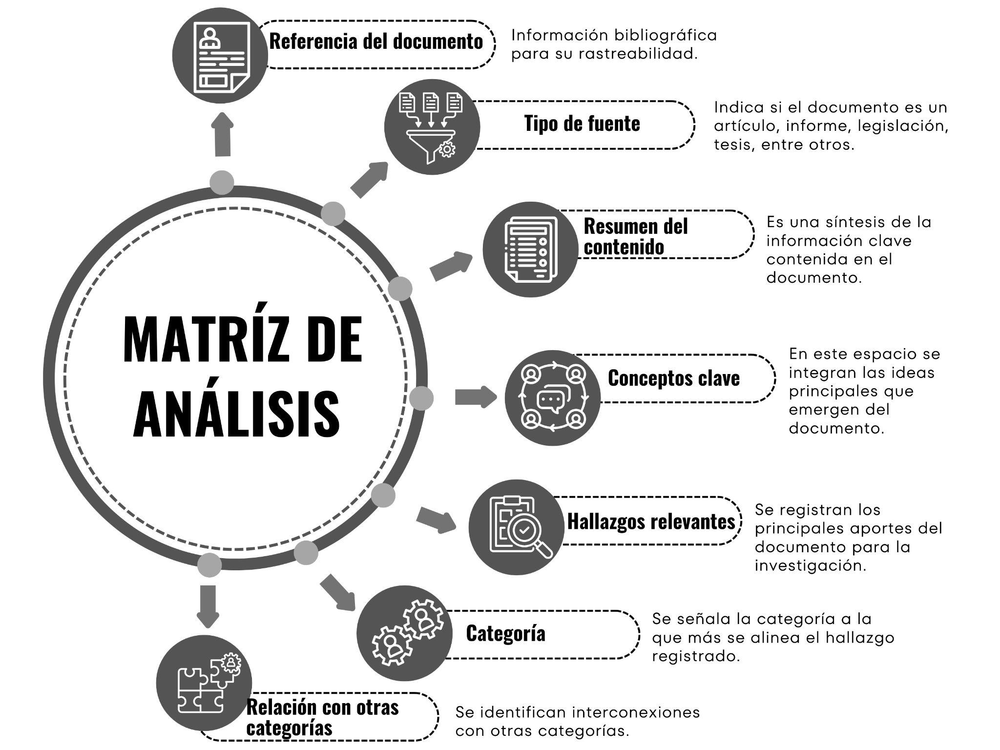 Referencia del documento
Información bibliográfica
para su rastreabilidad.
Tipo de fuente
Indica si el documento es un
artículo, informe, legislación,
tesis, entre otros.
Resumen del
contenido
Es una síntesis de la
información clave
contenida en el
documento.
MATRÍZ DE
ANÁLISIS
Conceptos clave
En este espacio se
integran las ideas
principales que
emergen del
documento.
Hallazgos relevantes
Se registran los
principales aportes del
documento para la
investigación.
Categoría
Se señala la categoría a la
que más se alinea el hallazgo
registrado.
Relación con otras
categorías
Se identifican interconexiones
con otras categorías.